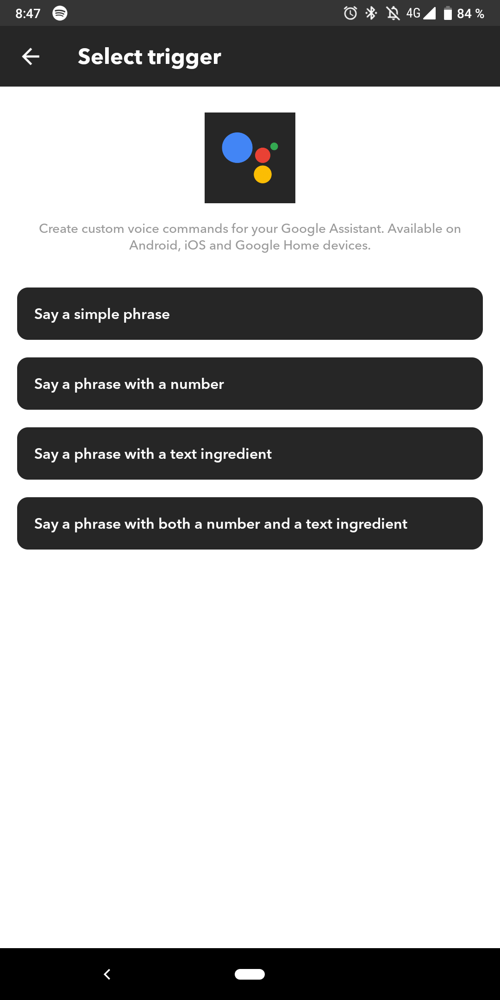 8:47 4G 84 %
Select trigger
Create custom voice commands for your Google Assistant. Available on
Android, iOS and Google Home devices.
Say a simple phrase
Say a phrase with a number
Say a phrase with a text ingredient
Say a phrase with both a number and a text ingredient